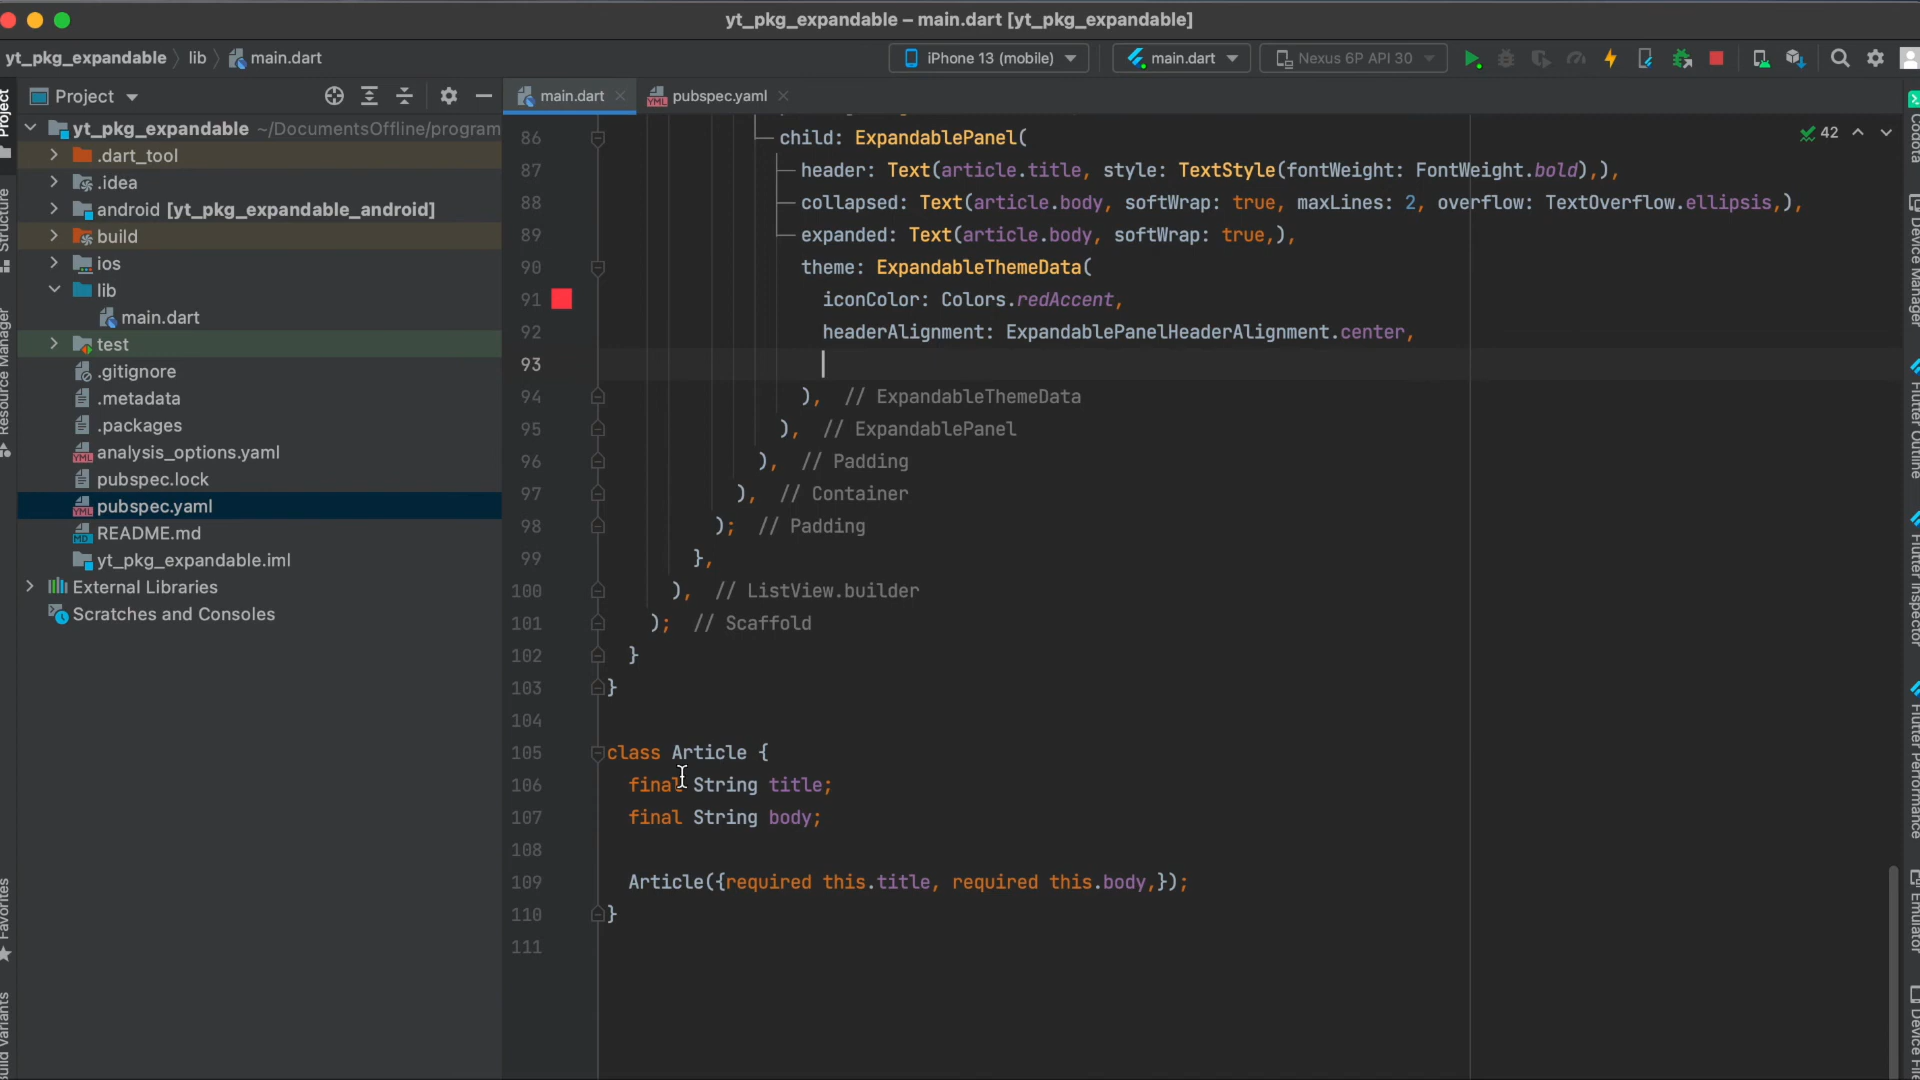 yt_pkg_expandable – main.dart [yt_pkg_expandable]
yt_pkg_expandable lib main.dart
iPhone 13 (mobile) main.dart Nexus 6P API 30
Project
main.dart pubspec.yaml
yt_pkg_expandable ~/DocumentsOffline/program
.dart_tool
.idea
android [yt_pkg_expandable_android]
build
ios
lib
main.dart
test
.gitignore
.metadata
.packages
analysis_options.yaml
pubspec.lock
pubspec.yaml
README.md
yt_pkg_expandable.iml
External Libraries
Scratches and Consoles
42
86 child: ExpandablePanel(
87 header: Text(article.title, style: TextStyle(fontWeight: FontWeight.bold),),
88 collapsed: Text(article.body, softWrap: true, maxLines: 2, overflow: TextOverflow.ellipsis,),
89 expanded: Text(article.body, softWrap: true,),
90 theme: ExpandableThemeData(
91 iconColor: Colors.redAccent,
92 headerAlignment: ExpandablePanelHeaderAlignment.center,
93
94 ), // ExpandableThemeData
95 ), // ExpandablePanel
96 ), // Padding
97 ), // Container
98 ); // Padding
99 },
100 ), // ListView.builder
101 ); // Scaffold
102 }
103 }
104
105 class Article {
106 final String title;
107 final String body;
108
109 Article({required this.title, required this.body,});
110 }
111
Project
Structure
Resource Manager
Favorites
Build Variants
Codota
Device Manager
Flutter Outline
Flutter Inspector
Flutter Performance
Emulator